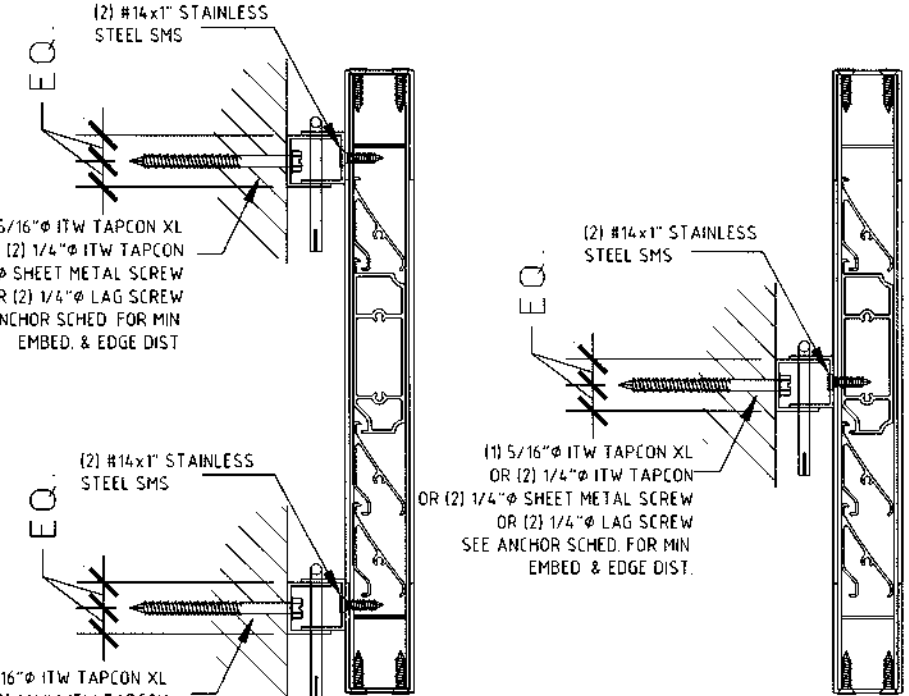 (2) #14x1" STAINLESS
STEEL SMS
EQ.
5/16"Φ ITW TAPCON XL
(2) 1/4"Φ ITW TAPCON
Φ SHEET METAL SCREW
R (2) 1/4"Φ LAG SCREW
NCHOR SCHED. FOR MIN
EMBED. & EDGE DIST
(2) #14x1" STAINLESS
STEEL SMS
EQ.
16"Φ ITW TAPCON XL
(2) #14x1" STAINLESS
STEEL SMS
EQ.
(1) 5/16"Φ ITW TAPCON XL
OR (2) 1/4"Φ ITW TAPCON
OR (2) 1/4"Φ SHEET METAL SCREW
OR (2) 1/4"Φ LAG SCREW
SEE ANCHOR SCHED. FOR MIN
EMBED & EDGE DIST.